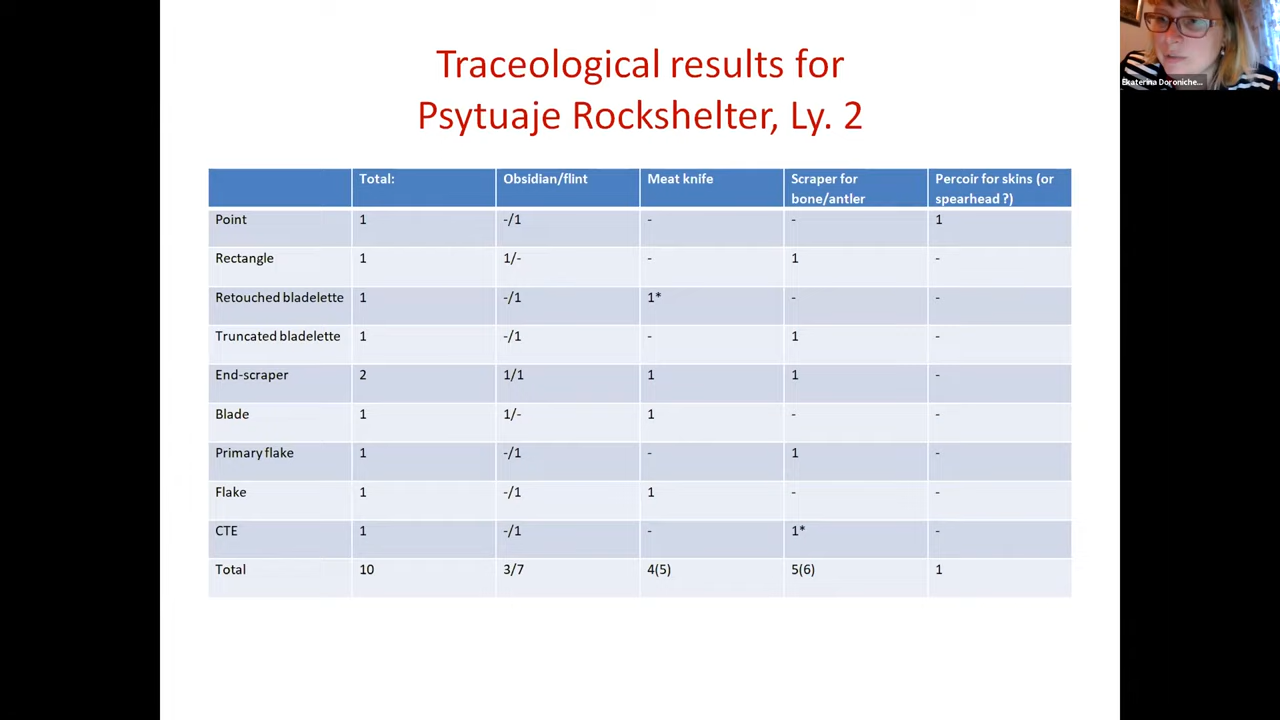 Traceological results for
Psytuaje Rockshelter, Ly. 2
Ekaterina Doroniche...
Total: Obsidian/flint Meat knife Scraper for bone/antler Percoir for skins (or spearhead ?)
Point 1 -/1 - - 1
Rectangle 1 1/- - 1 -
Retouched bladelette 1 -/1 1* - -
Truncated bladelette 1 -/1 - 1 -
End-scraper 2 1/1 1 1 -
Blade 1 1/- 1 - -
Primary flake 1 -/1 - 1 -
Flake 1 -/1 1 - -
CTE 1 -/1 - 1* -
Total 10 3/7 4(5) 5(6) 1